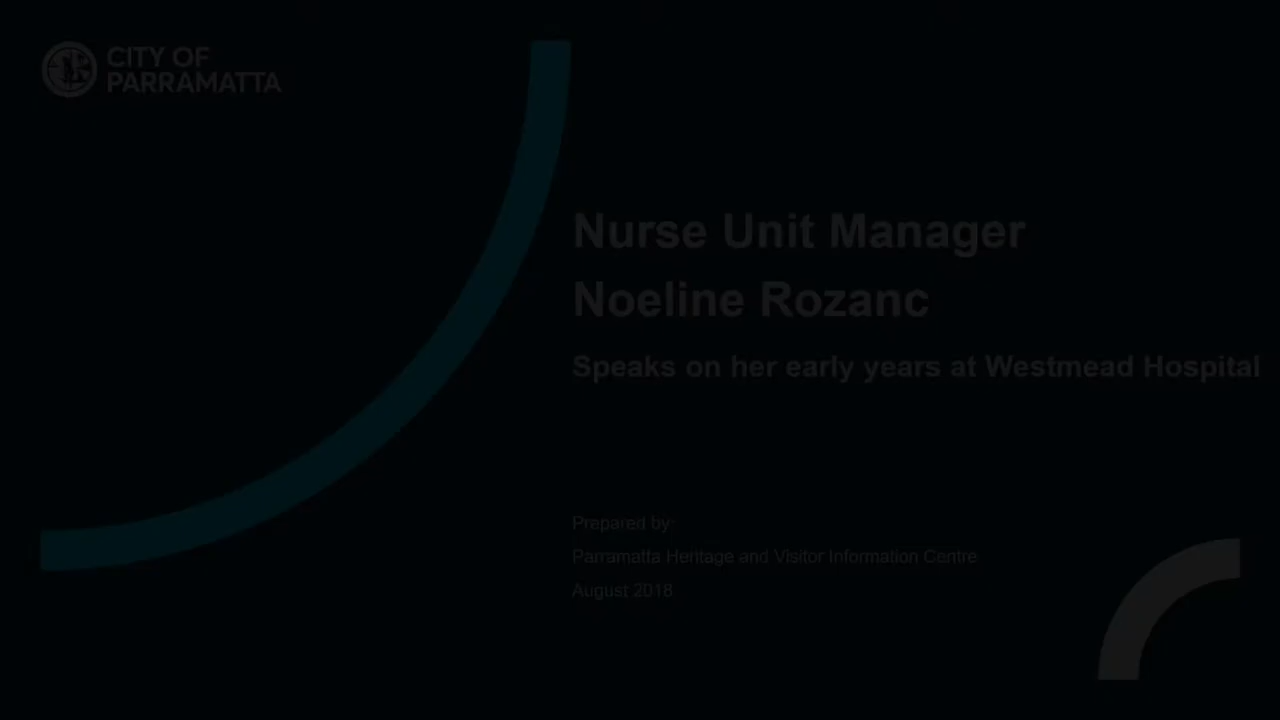 CITY OF
PARRAMATTA
Nurse Unit Manager
Noeline Rozanc
Speaks on her early years at Westmead Hospital
Prepared by:
Parramatta Heritage and Visitor Information Centre
August 2018